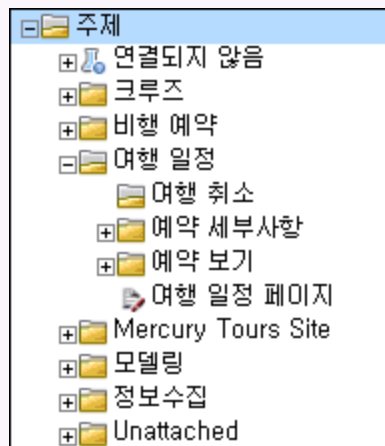 주제
연결되지 않음
크루즈
비행 예약
여행 일정
여행 취소
예약 세부사항
예약 보기
여행 일정 페이지
Mercury Tours Site
모델링
정보수집
Unattached